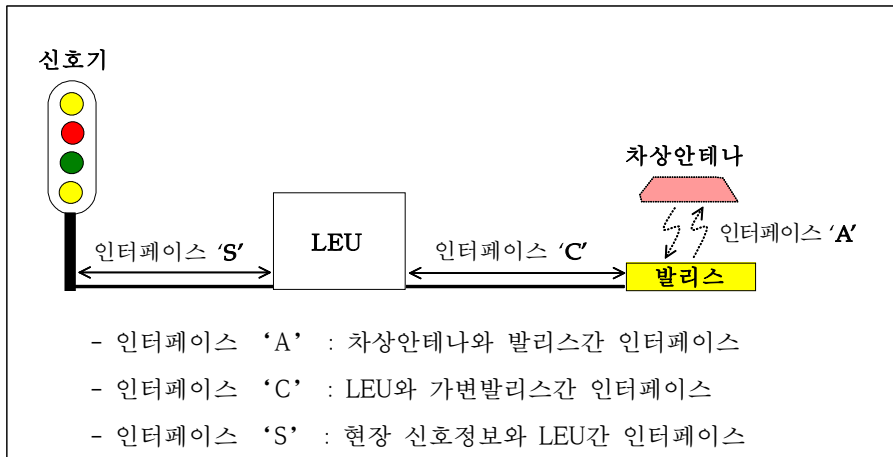 신호기
차상안테나
인터페이스 ‘S’
LEU
인터페이스 ‘C’
인터페이스 ‘A’
발리스
- 인터페이스 ‘A’ : 차상안테나와 발리스간 인터페이스
- 인터페이스 ‘C’ : LEU와 가변발리스간 인터페이스
- 인터페이스 ‘S’ : 현장 신호정보와 LEU간 인터페이스